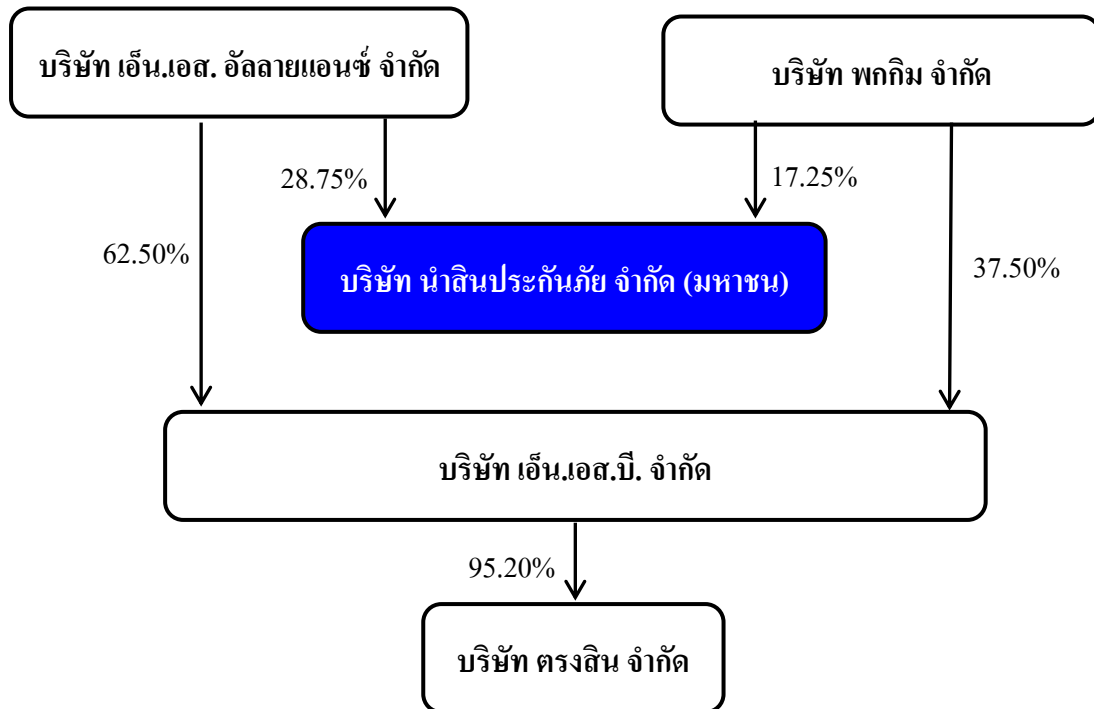 บริษัท เอ็น.เอส. อัลลายแอนซ์ จำกัด
บริษัท พกกิม จำกัด
28.75%
17.25%
62.50%
37.50%
บริษัท นำสินประกันภัย จำกัด (มหาชน)
บริษัท เอ็น.เอส.บี. จำกัด
95.20%
บริษัท ตรงสิน จำกัด